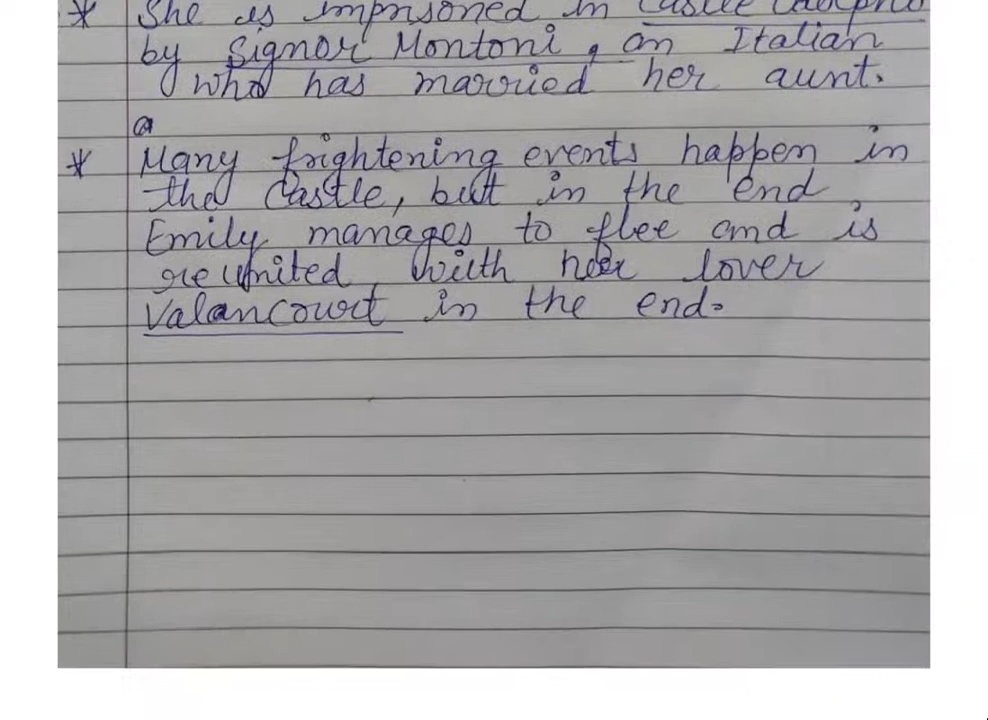 * She is imprisoned in Castle Udolpho
by Signor Montoni, an Italian
who has married her aunt.
a
* Many frightening events happen in
the castle, but in the end
Emily manages to flee and is
reunited with her lover
Valancourt in the end.